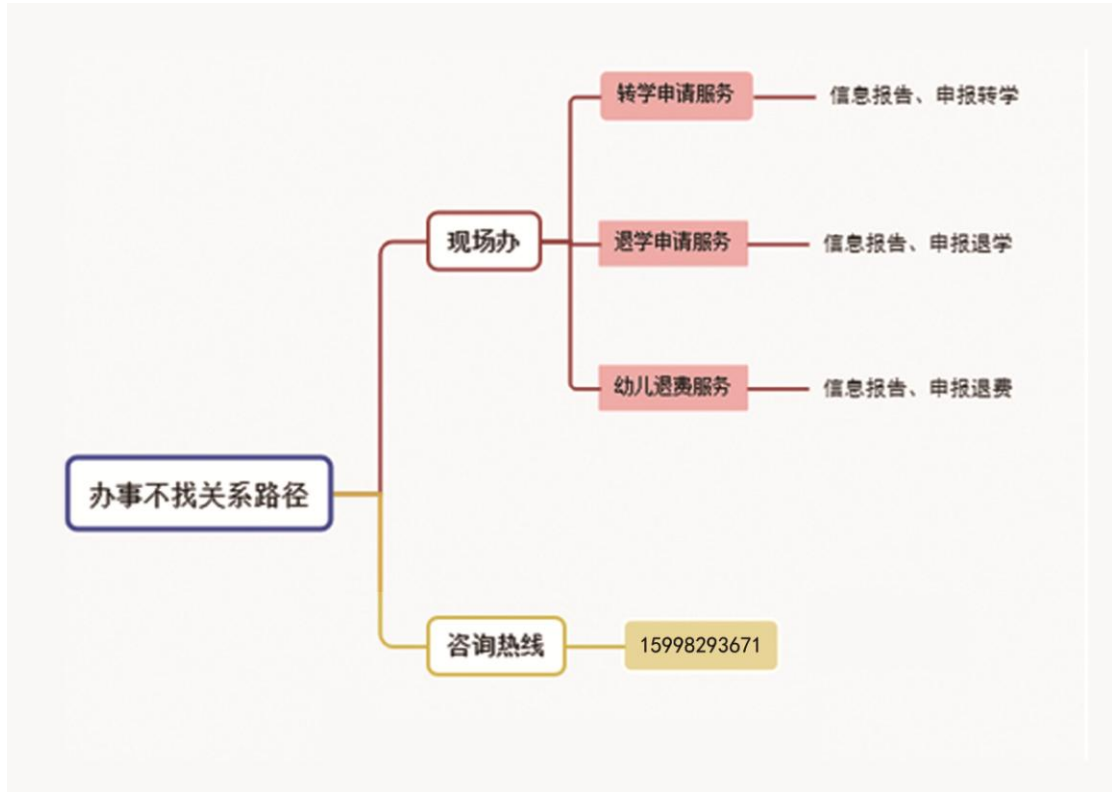 转学申请服务
信息报告、申报转学
现场办
退学申请服务
信息报告、申报退学
幼儿退费服务
信息报告、申报退费
办事不找关系路径
咨询热线
15998293671